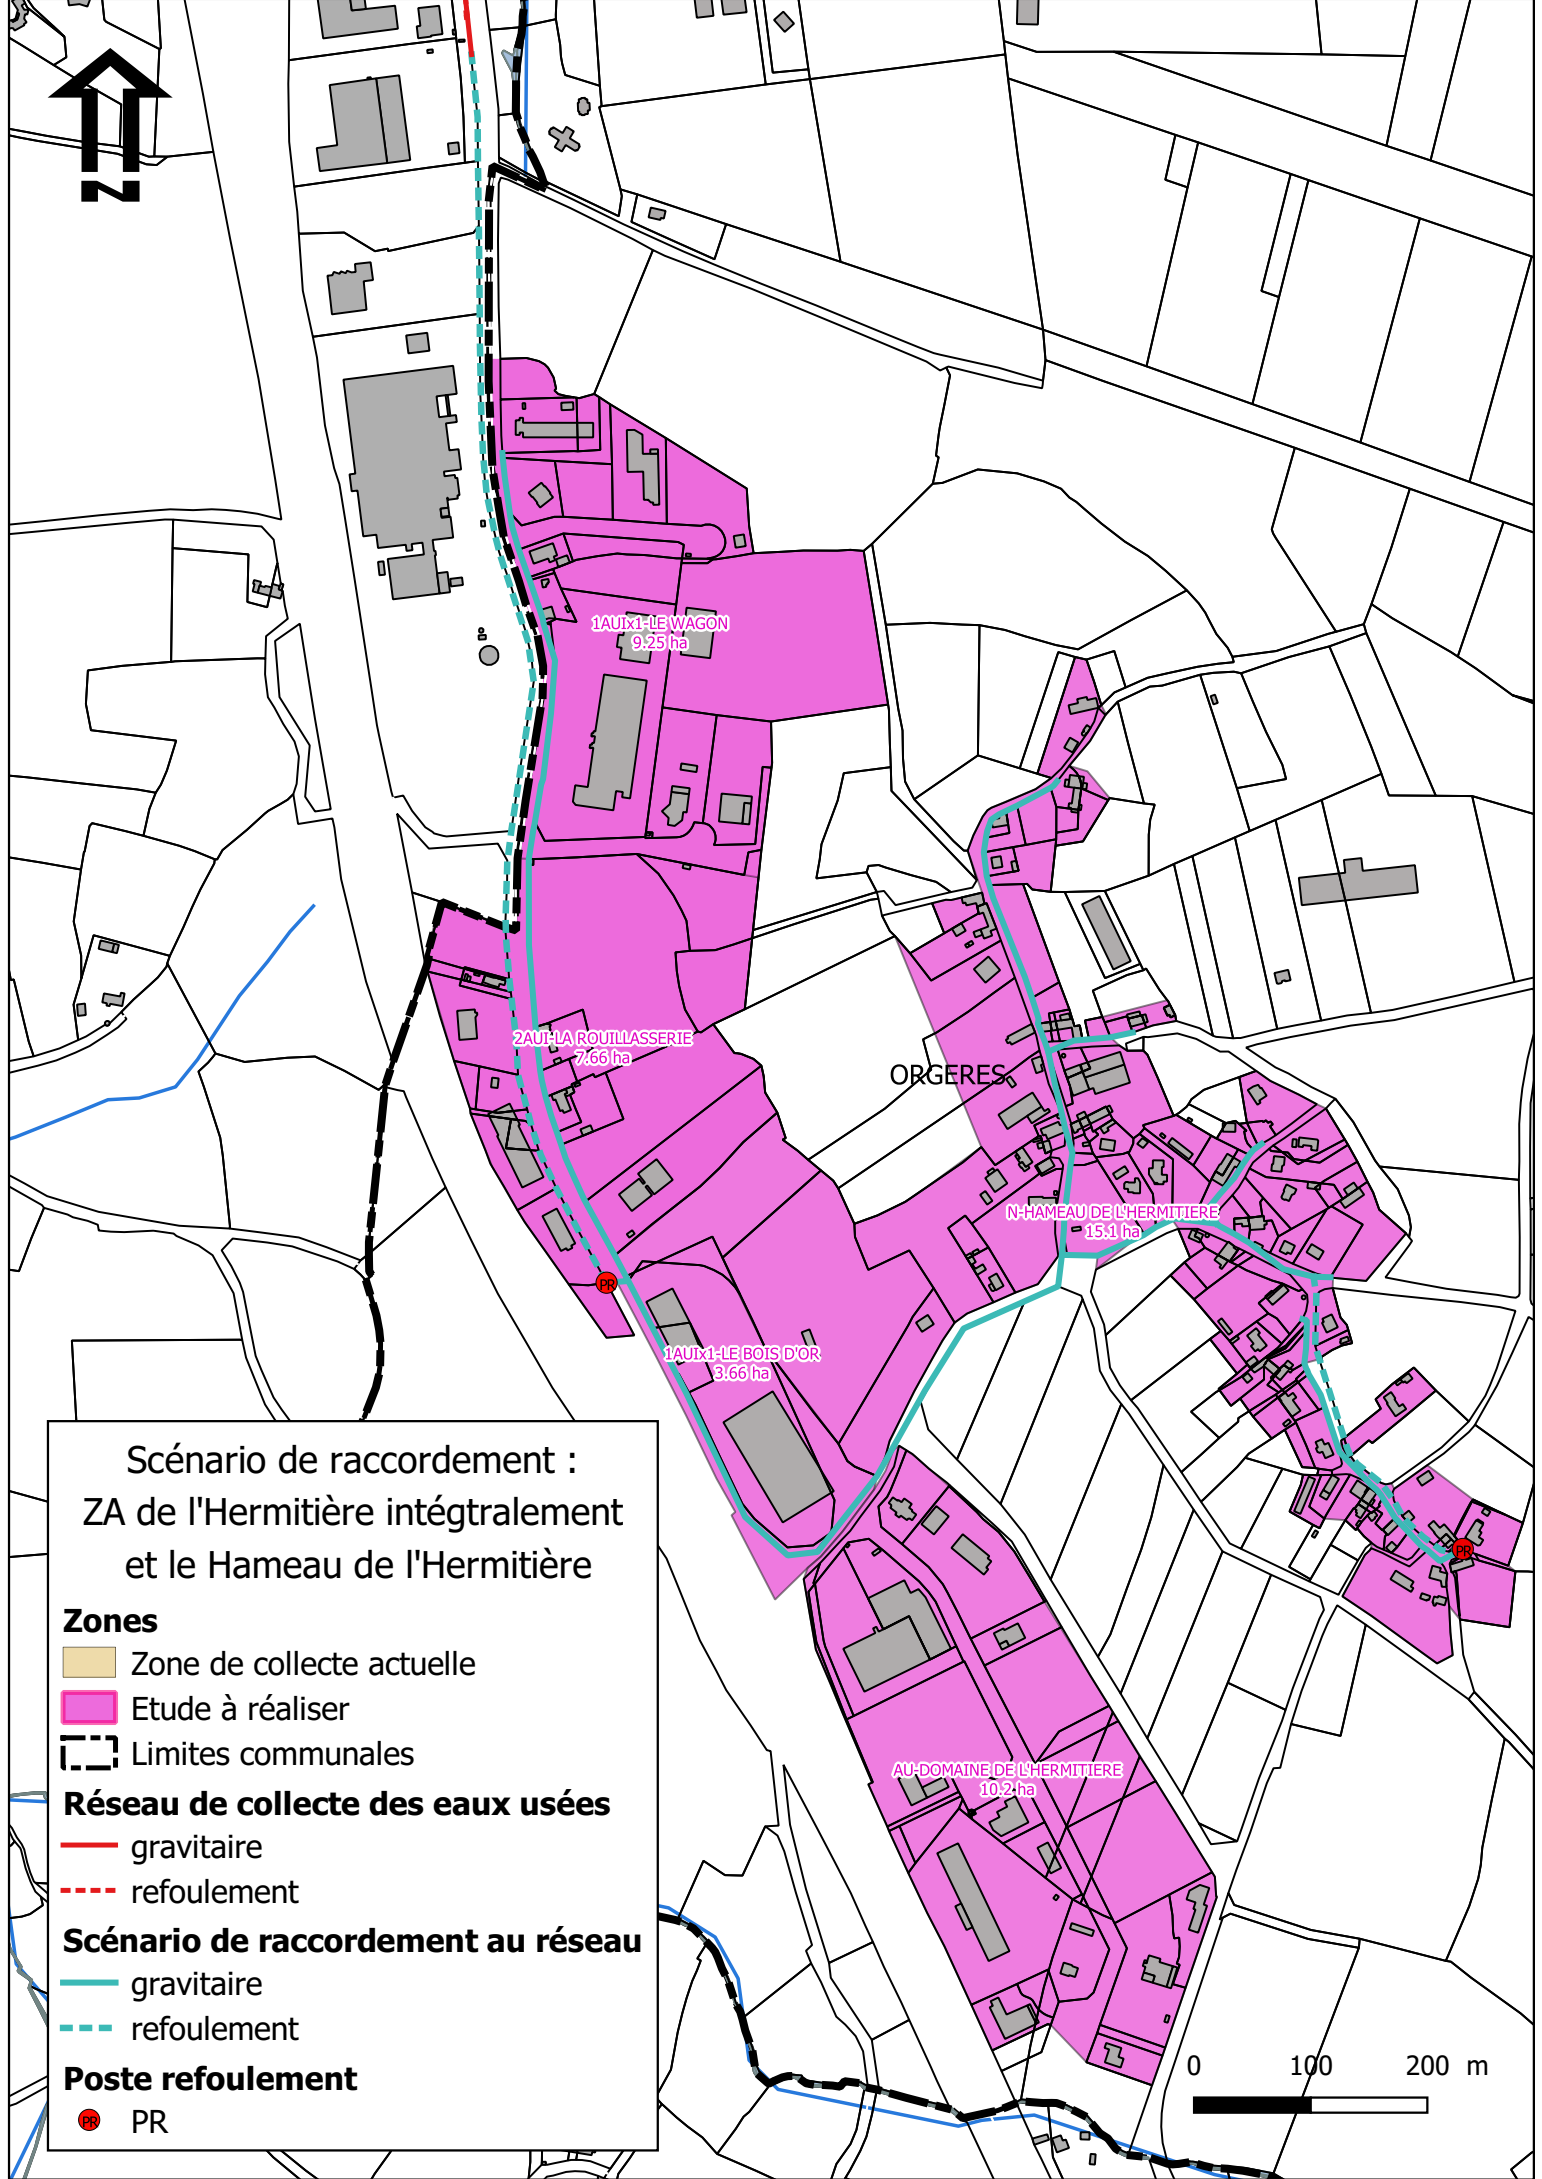 N
1AUIx1-LE WAGON
9.25 ha
2AUI-LA ROUILLASSERIE
7.66 ha
ORGERES
N-HAMEAU DE L'HERMITIERE
15.1 ha
PR
1AUIx1-LE BOIS D'OR
3.66 ha
PR
AU-DOMAINE DE L'HERMITIERE
10.2 ha
Scénario de raccordement :
ZA de l'Hermitière intégtralement
et le Hameau de l'Hermitière
Zones
Zone de collecte actuelle
Etude à réaliser
Limites communales
Réseau de collecte des eaux usées
gravitaire
refoulement
Scénario de raccordement au réseau
gravitaire
refoulement
Poste refoulement
PR PR
0 100 200 m